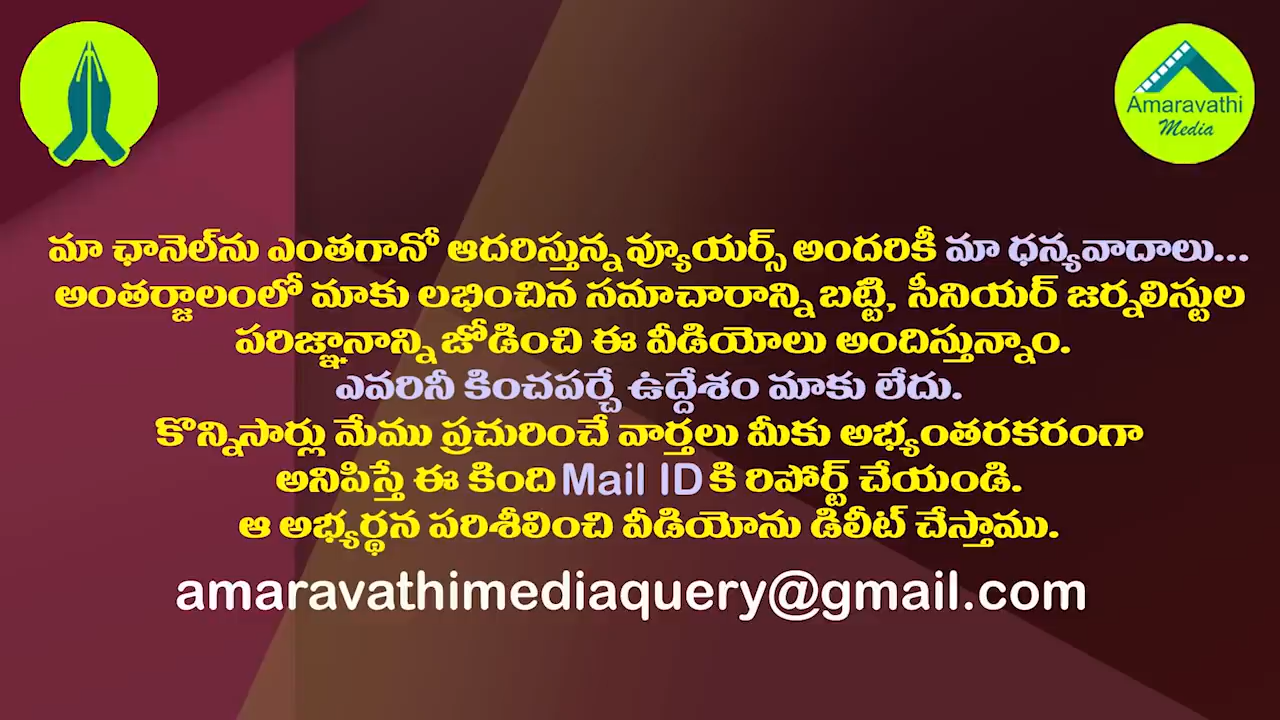 Amaravathi
Media
మా ఛానెల్‌ను ఎంతగానో ఆదరిస్తున్న వ్యూయర్స్ అందరికీ మా ధన్యవాదాలు...
అంతర్జాలంలో మాకు లభించిన సమాచారాన్ని బట్టి, సీనియర్ జర్నలిస్టుల
పరిజ్ఞానాన్ని జోడించి ఈ వీడియోలు అందిస్తున్నాం.
ఎవరినీ కించపర్చే ఉద్దేశం మాకు లేదు.
కొన్నిసార్లు మేము ప్రచురించే వార్తలు మీకు అభ్యంతరకరంగా
అనిపిస్తే ఈ కింది Mail ID కి రిపోర్ట్ చేయండి.
ఆ అభ్యర్థన పరిశీలించి వీడియోను డిలీట్ చేస్తాము.
amaravathimediaquery@gmail.com